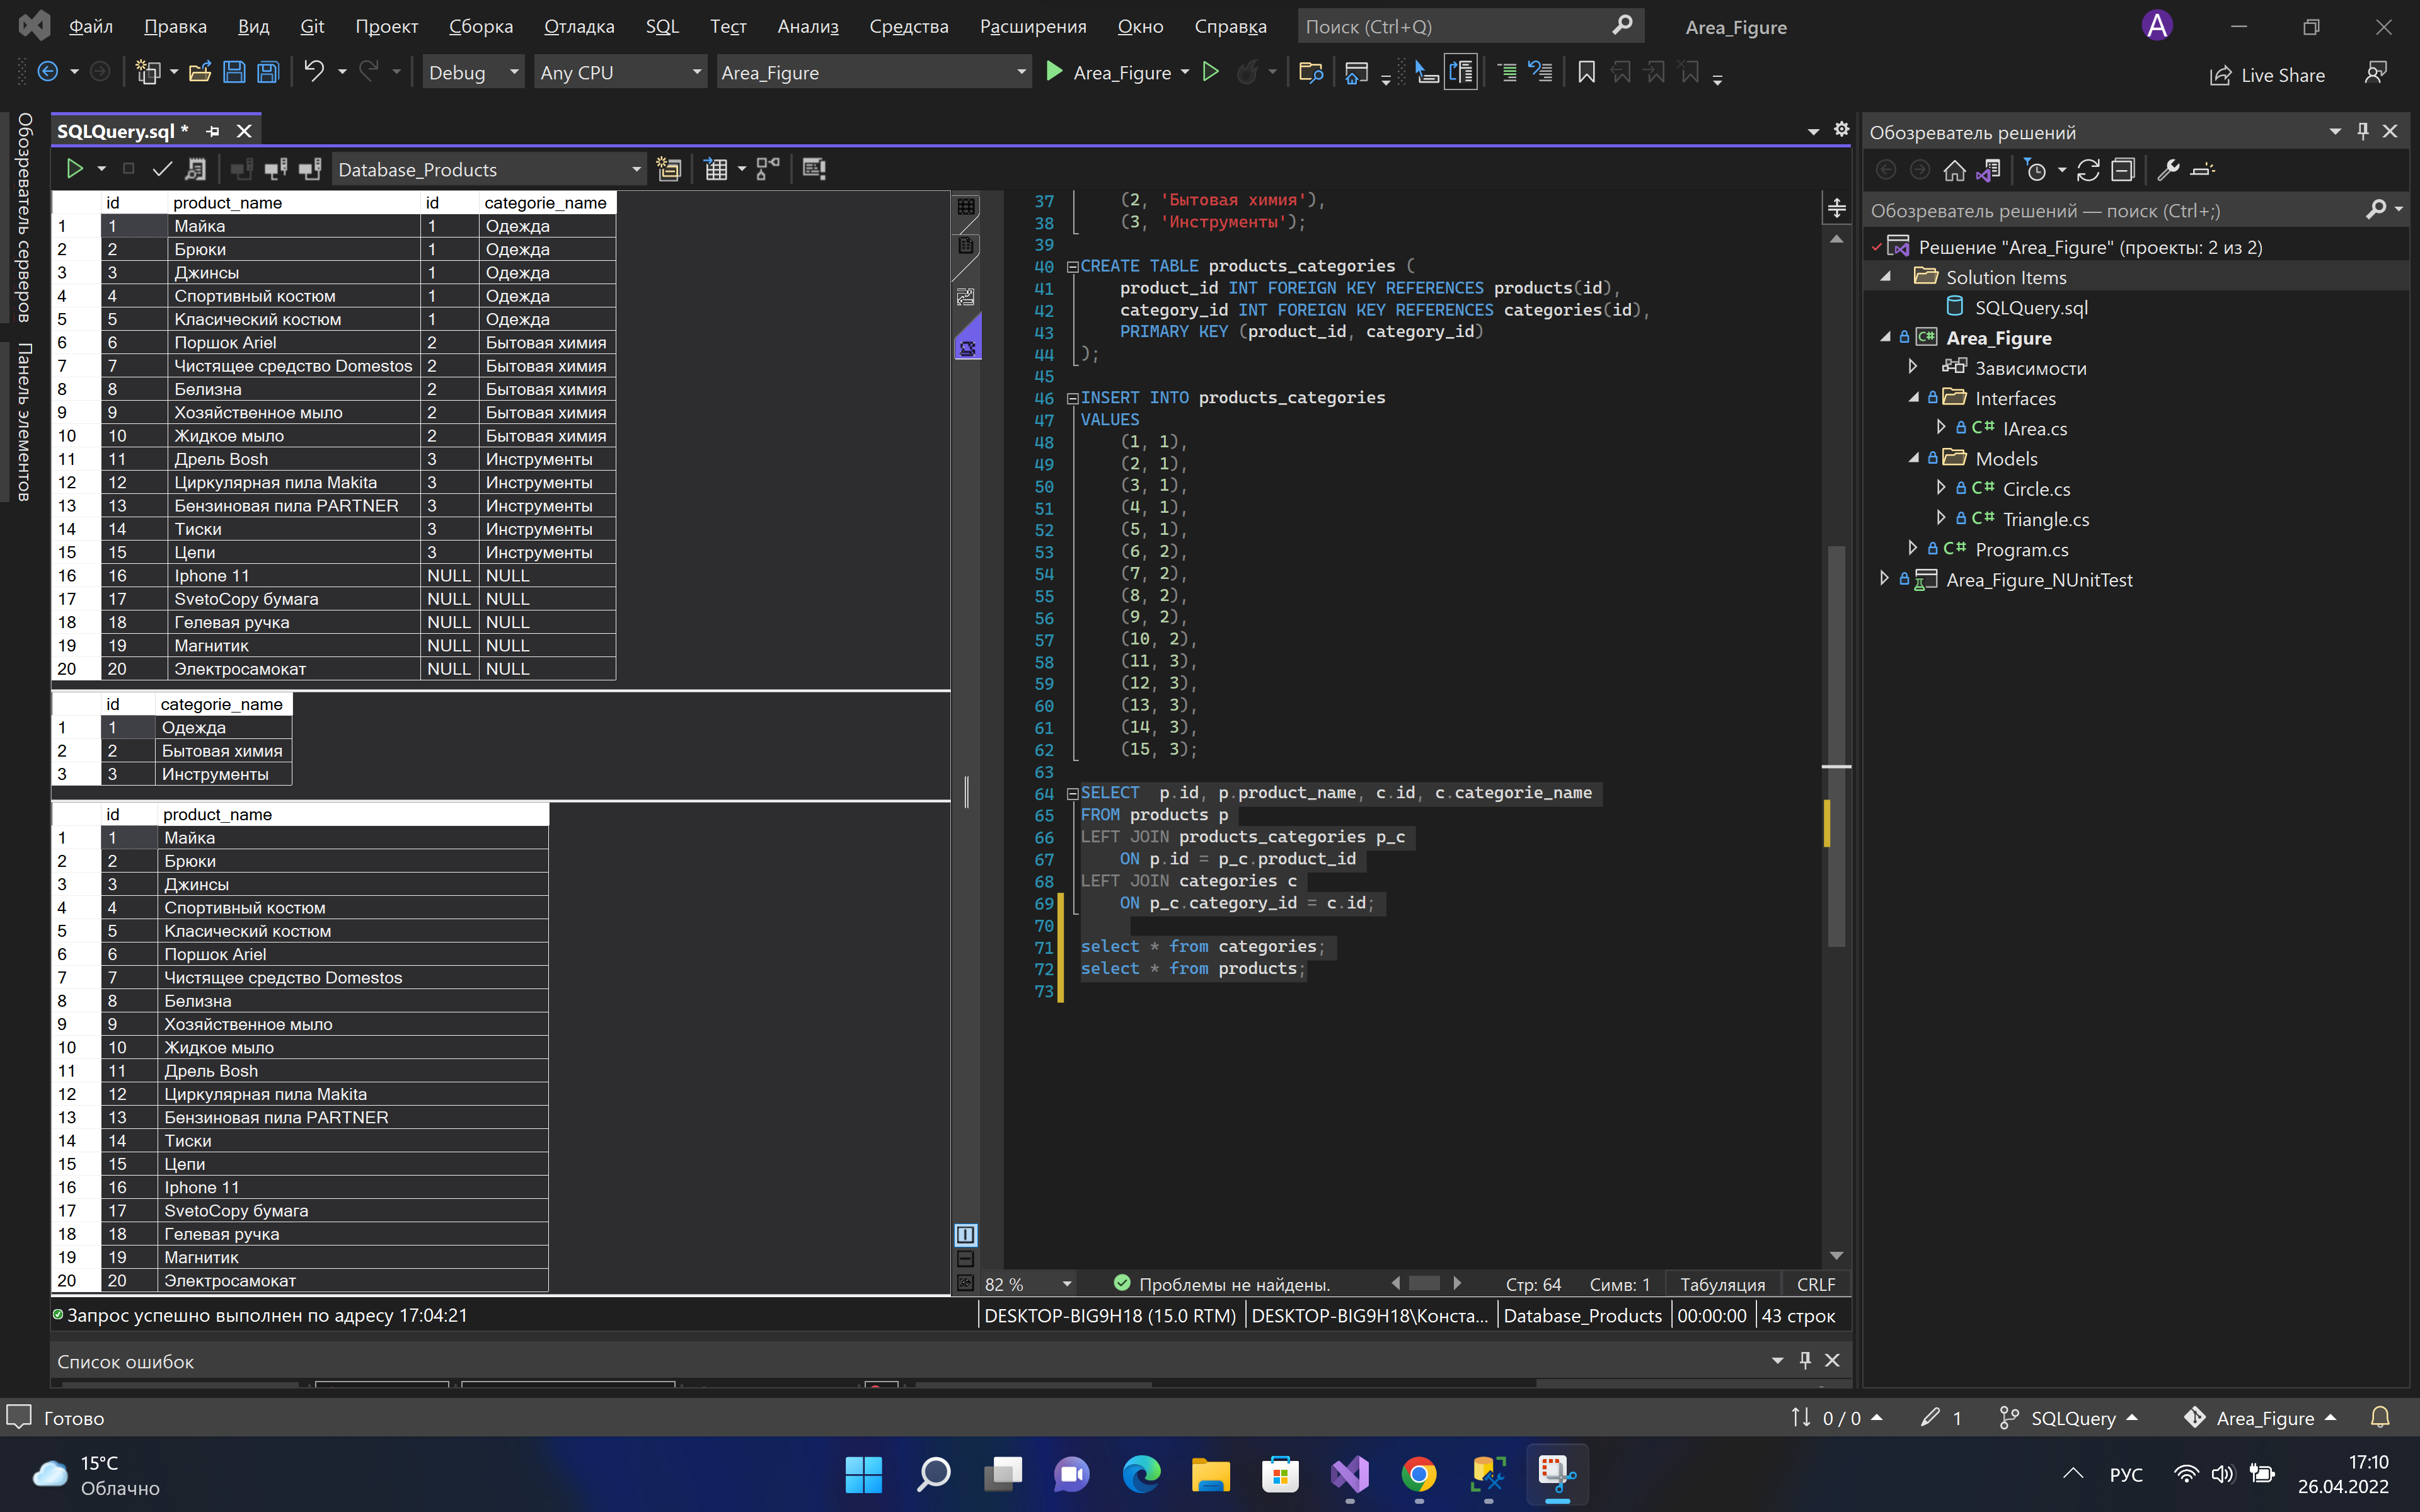 Файл Правка Вид Git Проект Сборка Отладка SQL Тест Анализ Средства Расширения Окно Справка Поиск (Ctrl+Q) Area_Figure A
Debug Any CPU Area_Figure Area_Figure Live Share
Обозреватель серверов
Панель элементов
SQLQuery.sql *
Database_Products
id product_name id categorie_name
1 1 Майка 1 Одежда
2 2 Брюки 1 Одежда
3 3 Джинсы 1 Одежда
4 4 Спортивный костюм 1 Одежда
5 5 Класический костюм 1 Одежда
6 6 Поршок Ariel 2 Бытовая химия
7 7 Чистящее средство Domestos 2 Бытовая химия
8 8 Белизна 2 Бытовая химия
9 9 Хозяйственное мыло 2 Бытовая химия
10 10 Жидкое мыло 2 Бытовая химия
11 11 Дрель Bosh 3 Инструменты
12 12 Циркулярная пила Makita 3 Инструменты
13 13 Бензиновая пила PARTNER 3 Инструменты
14 14 Тиски 3 Инструменты
15 15 Цепи 3 Инструменты
16 16 Iphone 11 NULL NULL
17 17 SvetoCopy бумага NULL NULL
18 18 Гелевая ручка NULL NULL
19 19 Магнитик NULL NULL
20 20 Электросамокат NULL NULL
id categorie_name
1 1 Одежда
2 2 Бытовая химия
3 3 Инструменты
id product_name
1 1 Майка
2 2 Брюки
3 3 Джинсы
4 4 Спортивный костюм
5 5 Класический костюм
6 6 Поршок Ariel
7 7 Чистящее средство Domestos
8 8 Белизна
9 9 Хозяйственное мыло
10 10 Жидкое мыло
11 11 Дрель Bosh
12 12 Циркулярная пила Makita
13 13 Бензиновая пила PARTNER
14 14 Тиски
15 15 Цепи
16 16 Iphone 11
17 17 SvetoCopy бумага
18 18 Гелевая ручка
19 19 Магнитик
20 20 Электросамокат
37 (2, 'Бытовая химия'),
38 (3, 'Инструменты');
39
40 CREATE TABLE products_categories (
41 product_id INT FOREIGN KEY REFERENCES products(id),
42 category_id INT FOREIGN KEY REFERENCES categories(id),
43 PRIMARY KEY (product_id, category_id)
44 );
45
46 INSERT INTO products_categories
47 VALUES
48 (1, 1),
49 (2, 1),
50 (3, 1),
51 (4, 1),
52 (5, 1),
53 (6, 2),
54 (7, 2),
55 (8, 2),
56 (9, 2),
57 (10, 2),
58 (11, 3),
59 (12, 3),
60 (13, 3),
61 (14, 3),
62 (15, 3);
63
64 SELECT p.id, p.product_name, c.id, c.categorie_name
65 FROM products p
66 LEFT JOIN products_categories p_c
67 ON p.id = p_c.product_id
68 LEFT JOIN categories c
69 ON p_c.category_id = c.id;
70
71 select * from categories;
72 select * from products;
73
82 % Проблемы не найдены. Стр: 64 Симв: 1 Табуляция CRLF
Запрос успешно выполнен по адресу 17:04:21 DESKTOP-BIG9H18 (15.0 RTM) DESKTOP-BIG9H18\Конста... Database_Products 00:00:00 43 строк
Список ошибок
Обозреватель решений
Обозреватель решений — поиск (Ctrl+;)
Решение "Area_Figure" (проекты: 2 из 2)
Solution Items
SQLQuery.sql
C# Area_Figure
Зависимости
Interfaces
C# IArea.cs
Models
C# Circle.cs
C# Triangle.cs
C# Program.cs
Area_Figure_NUnitTest
Готово 0 / 0 1 SQLQuery Area_Figure
15°C
Облачно
РУС
17:10
26.04.2022